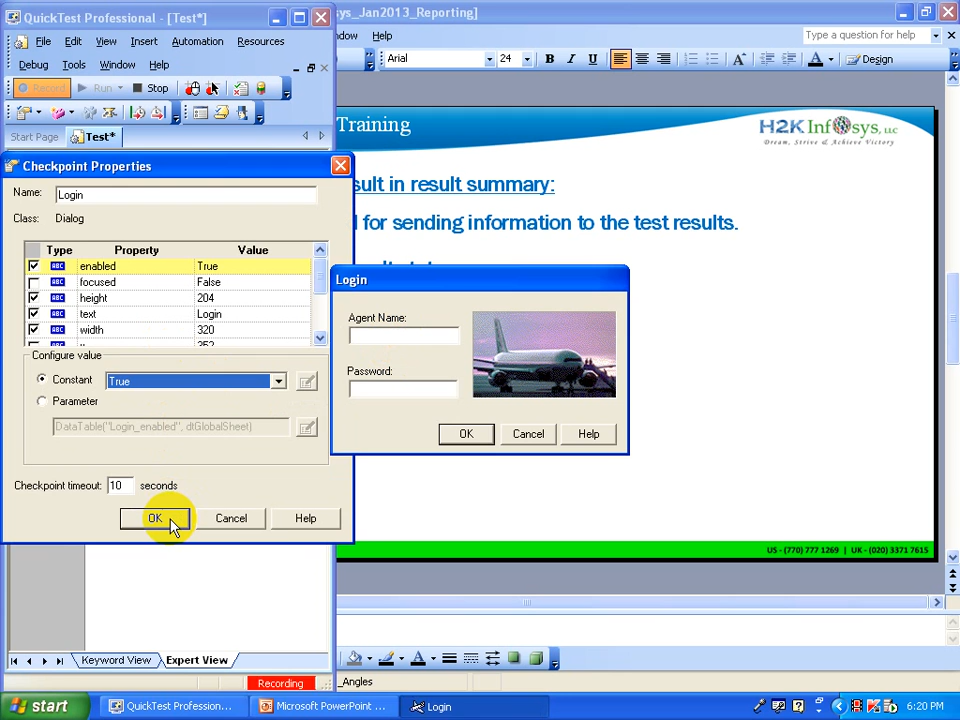 QuickTest Professional - [Test*]
File Edit View Insert Automation Resources
Debug Tools Window Help
Record Run Stop
Start Page Test*
Checkpoint Properties
Name: Login
Class: Dialog
Type Property Value
enabled True
focused False
height 204
text Login
width 320
Configure value
Constant True
Parameter
DataTable("Login_enabled", dtGlobalSheet)
Checkpoint timeout: 10 seconds
OK Cancel Help
Keyword View Expert View
Recording
sys_Jan2013_Reporting]
Help
Type a question for help
Arial 24 B I U A A Design
Training
H2K Infosys, LLC
Dream, Strive & Achieve Victory
sult in result summary:
for sending information to the test results.
Login
Agent Name:
Password:
OK Cancel Help
US - (770) 777 1269 | UK - (020) 3371 7615
_Angles
start QuickTest Profession... Microsoft PowerPoint ... Login 6:20 PM